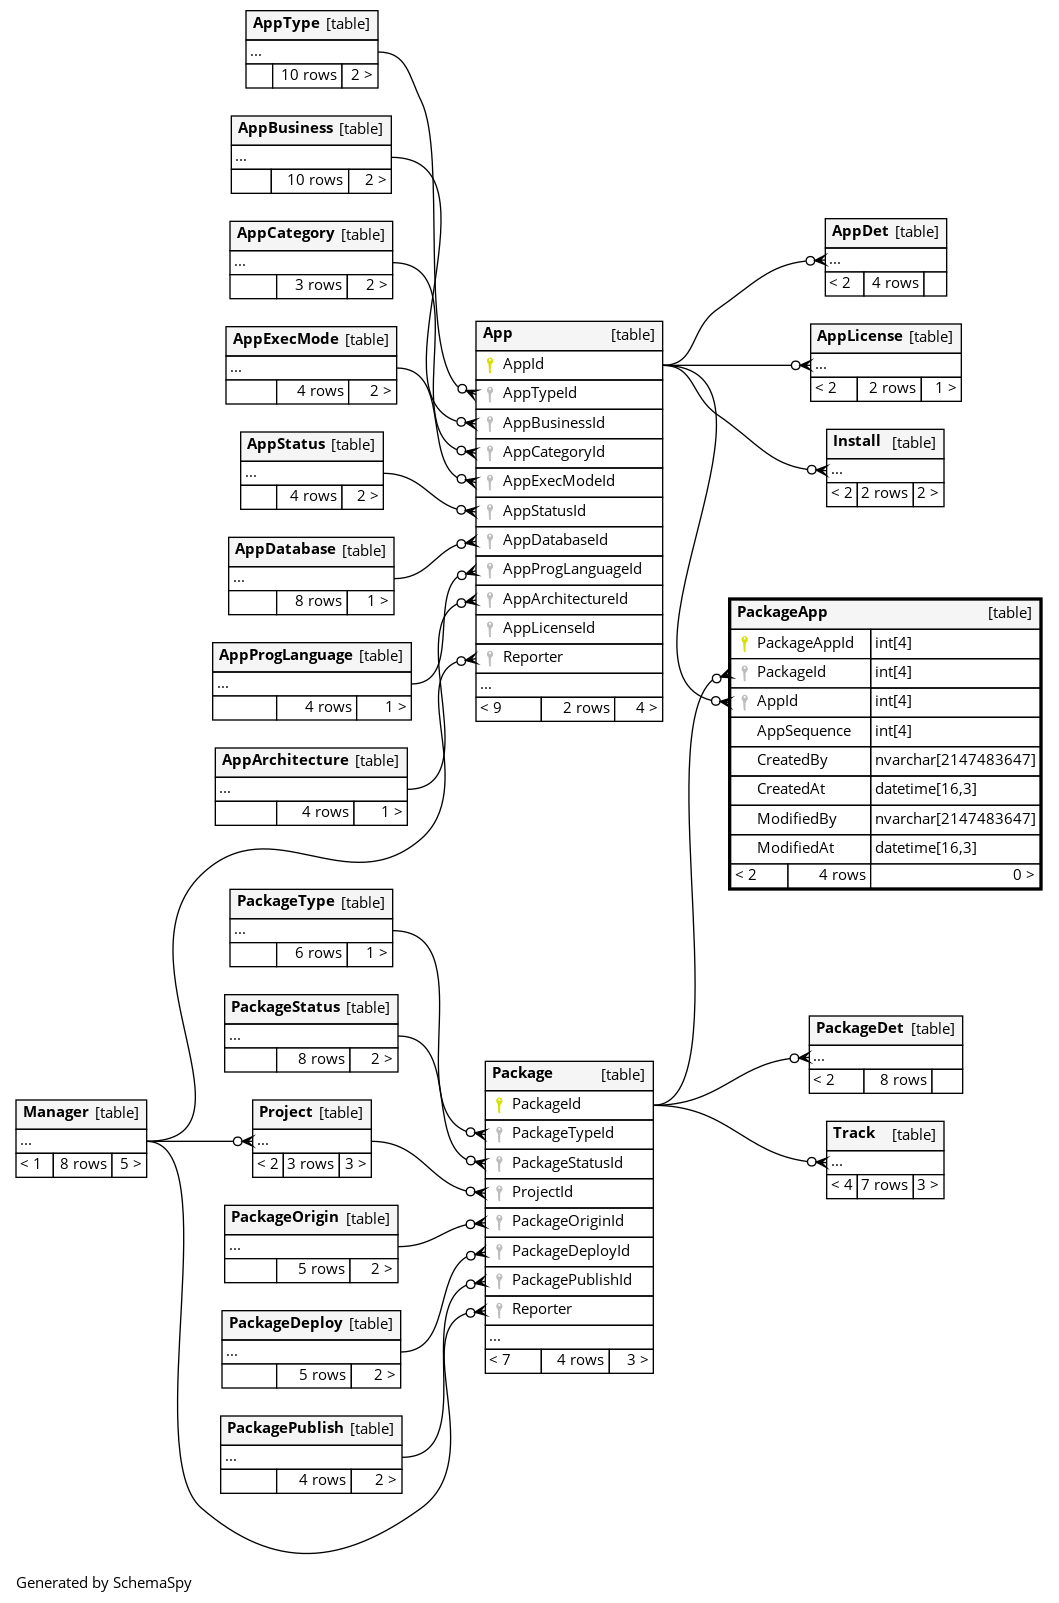 AppType [table]
...
10 rows 2 >
AppBusiness [table]
...
10 rows 2 >
AppCategory [table]
...
3 rows 2 >
AppExecMode [table]
...
4 rows 2 >
AppStatus [table]
...
4 rows 2 >
AppDatabase [table]
...
8 rows 1 >
AppProgLanguage [table]
...
4 rows 1 >
AppArchitecture [table]
...
4 rows 1 >
PackageType [table]
...
6 rows 1 >
PackageStatus [table]
...
8 rows 2 >
Manager [table]
...
< 1 8 rows 5 >
Project [table]
...
< 2 3 rows 3 >
PackageOrigin [table]
...
5 rows 2 >
PackageDeploy [table]
...
5 rows 2 >
PackagePublish [table]
...
4 rows 2 >
App [table]
AppId
AppTypeId
AppBusinessId
AppCategoryId
AppExecModeId
AppStatusId
AppDatabaseId
AppProgLanguageId
AppArchitectureId
AppLicenseId
Reporter
...
< 9 2 rows 4 >
Package [table]
PackageId
PackageTypeId
PackageStatusId
ProjectId
PackageOriginId
PackageDeployId
PackagePublishId
Reporter
...
< 7 4 rows 3 >
AppDet [table]
...
< 2 4 rows
AppLicense [table]
...
< 2 2 rows 1 >
Install [table]
...
< 2 2 rows 2 >
PackageApp [table]
PackageAppId int[4]
PackageId int[4]
AppId int[4]
AppSequence int[4]
CreatedBy nvarchar[2147483647]
CreatedAt datetime[16,3]
ModifiedBy nvarchar[2147483647]
ModifiedAt datetime[16,3]
< 2 4 rows 0 >
PackageDet [table]
...
< 2 8 rows
Track [table]
...
< 4 7 rows 3 >
Generated by SchemaSpy